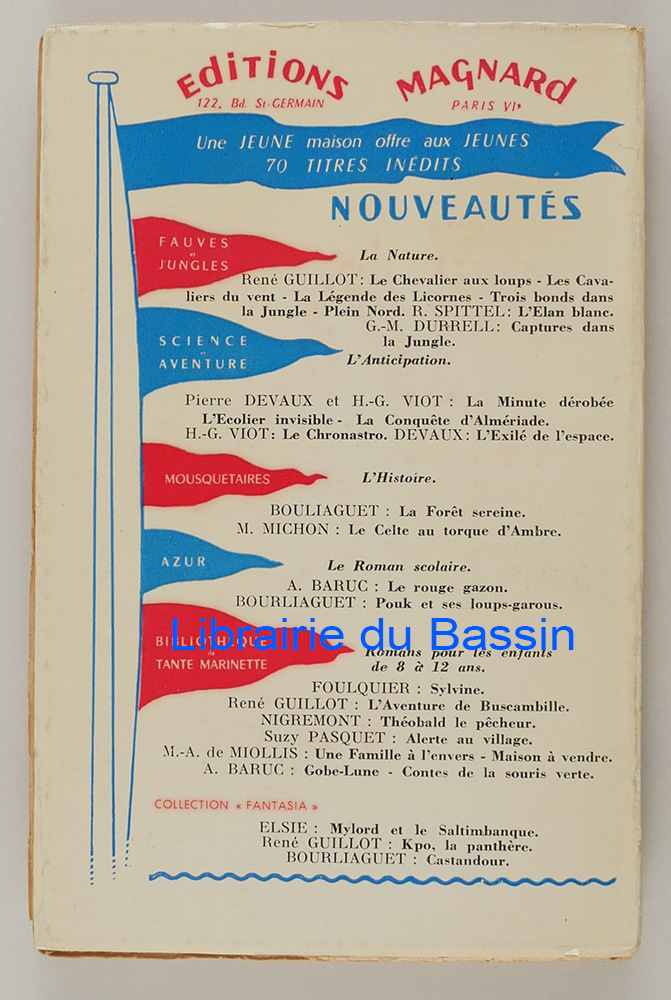 EdiTiONS MAGNARd
122, Bd. St-GERMAIN PARIS VIe
Une JEUNE maison offre aux JEUNES
70 TITRES INÉDITS
NOUVEAUTÉS
FAUVES
et
JUNGLES
La Nature.
René GUILLOT : Le Chevalier aux loups - Les Cava-
liers du vent - La Légende des Licornes - Trois bonds dans
la Jungle - Plein Nord. R. SPITTEL : L'Elan blanc.
G.-M. DURRELL : Captures dans
la Jungle.
SCIENCE
et
AVENTURE
L'Anticipation.
Pierre DEVAUX et H.-G. VIOT : La Minute dérobée
L'Ecolier invisible - La Conquête d'Almériade.
H.-G. VIOT : Le Chronastro. DEVAUX : L'Exilé de l'espace.
MOUSQUETAIRES
L'Histoire.
BOULIAGUET : La Forêt sereine.
M. MICHON : Le Celte au torque d'Ambre.
AZUR
Le Roman scolaire.
A. BARUC : Le rouge gazon.
BOURLIAGUET : Pouk et ses loups-garous.
Librairie du Bassin
BIBLIOTHEQUE
de
TANTE MARINETTE
Romans pour les enfants
de 8 à 12 ans.
FOULQUIER : Sylvine.
René GUILLOT : L'Aventure de Buscambille.
NIGREMONT : Théobald le pêcheur.
Suzy PASQUET : Alerte au village.
M.-A. de MIOLLIS : Une Famille à l'envers - Maison à vendre.
A. BARUC : Gobe-Lune - Contes de la souris verte.
COLLECTION « FANTASIA »
ELSIE : Mylord et le Saltimbanque.
René GUILLOT : Kpo, la panthère.
BOURLIAGUET : Castandour.